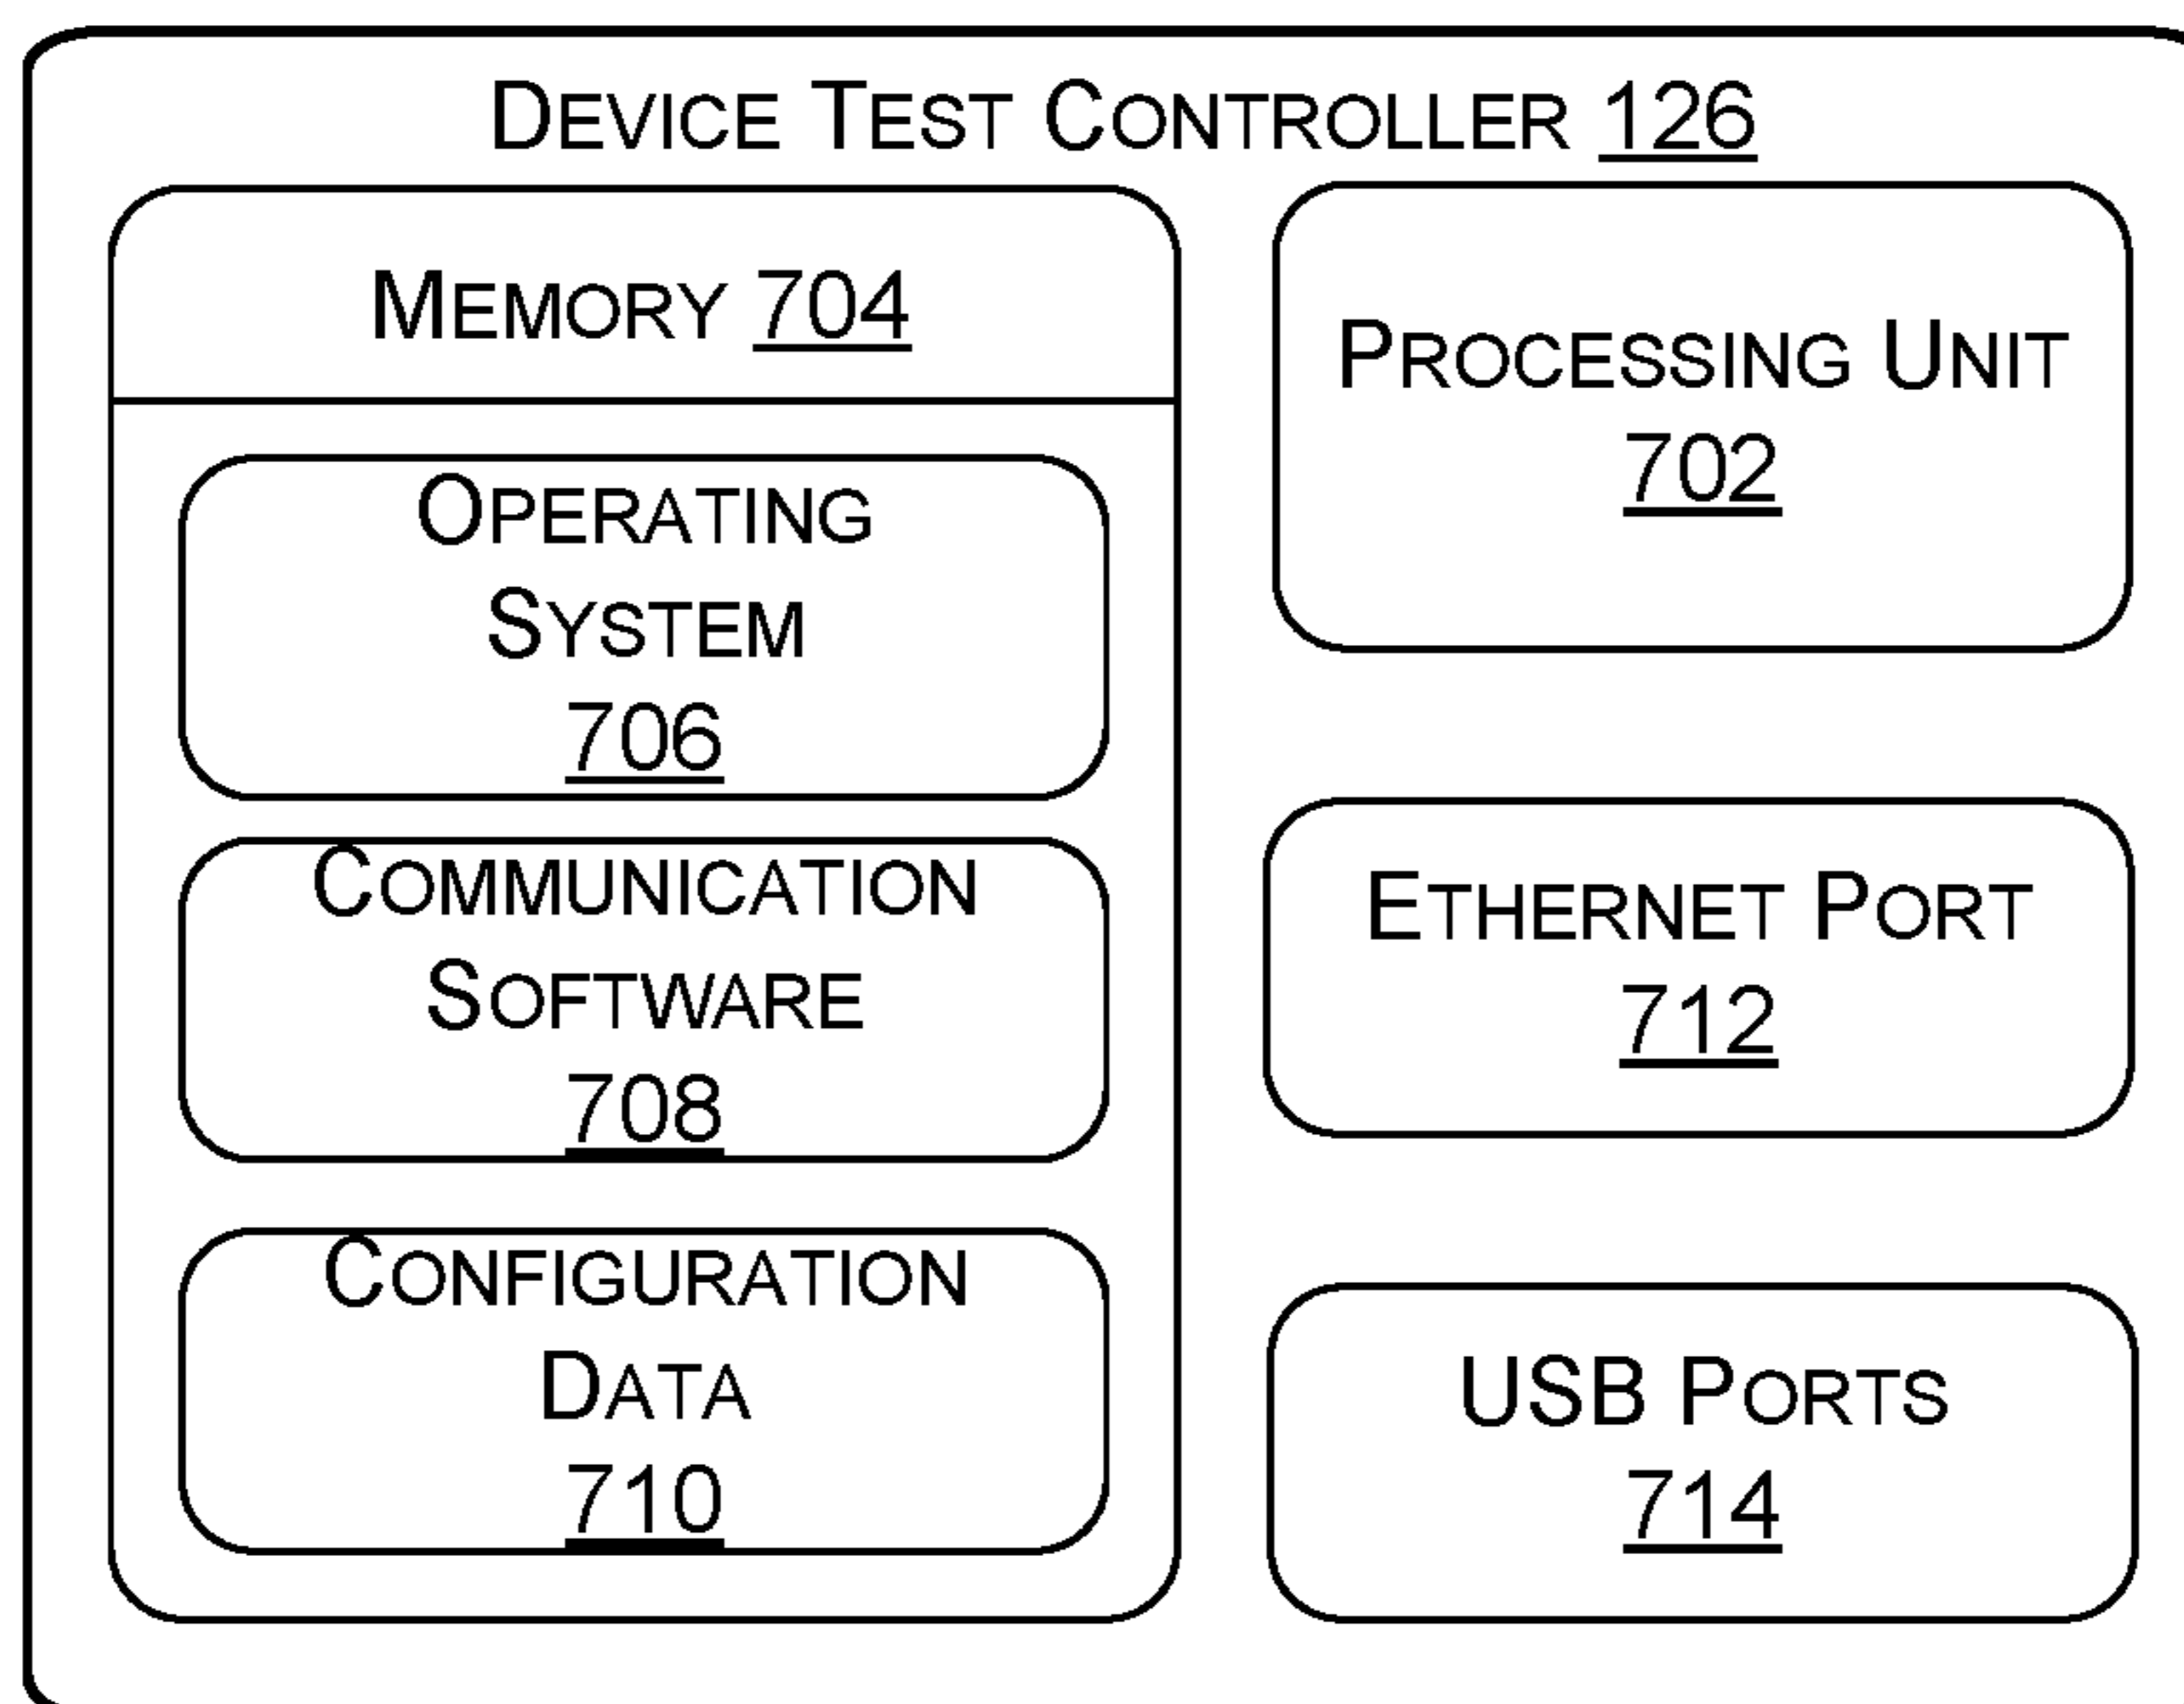 DEVICE TEST CONTROLLER 126
MEMORY 704
OPERATING
SYSTEM
706
COMMUNICATION
SOFTWARE
708
CONFIGURATION
DATA
710
PROCESSING UNIT
702
ETHERNET PORT
712
USB PORTS
714